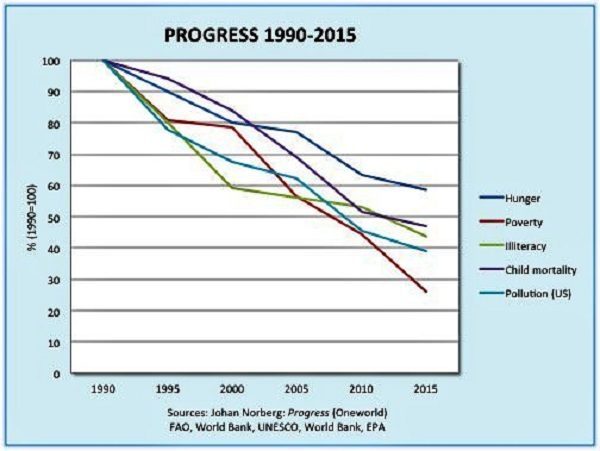 PROGRESS 1990-2015
100
90
80
70
60
50
40
30
20
10
0
% (1990=100)
1990 1995 2000 2005 2010 2015
Hunger
Poverty
Illiteracy
Child mortality
Pollution (US)
Sources: Johan Norberg: Progress (Oneworld)
FAO, World Bank, UNESCO, World Bank, EPA